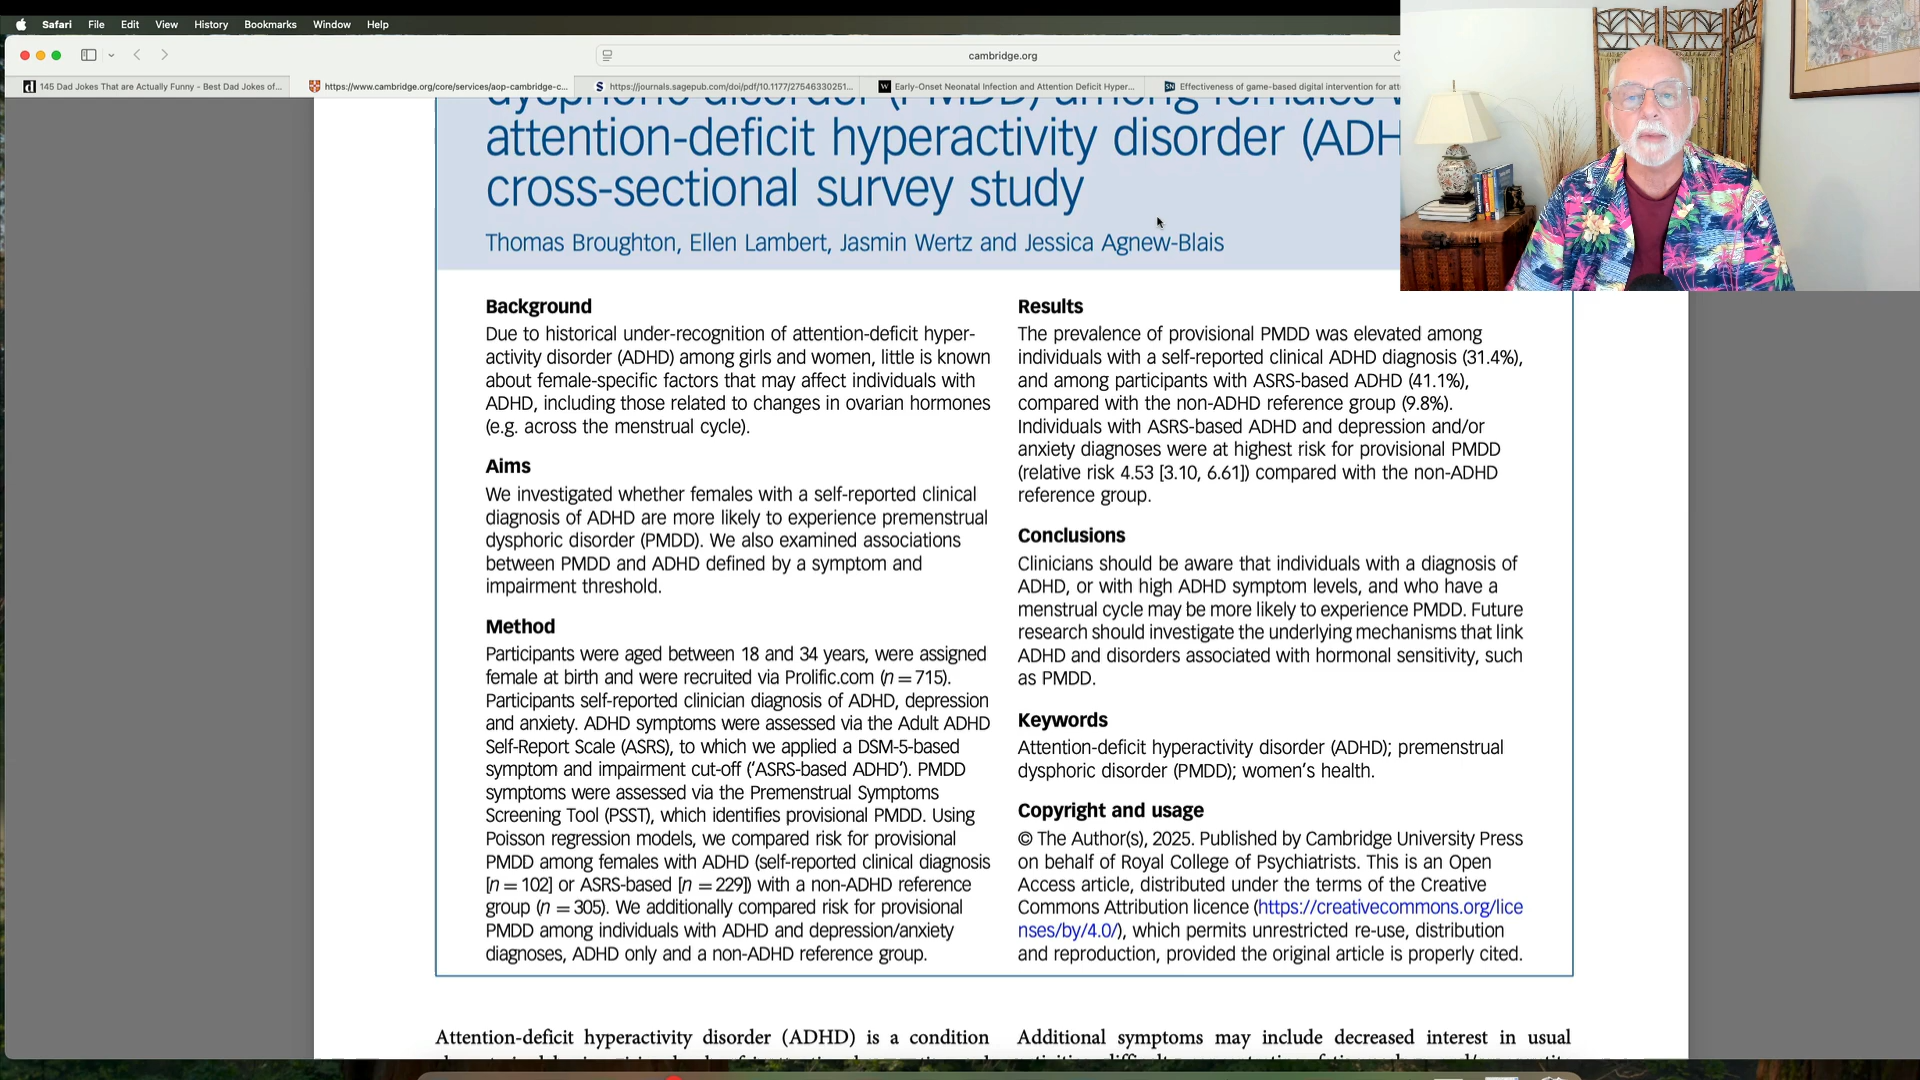 Safari File Edit View History Bookmarks Window Help
cambridge.org
145 Dad Jokes That are Actually Funny - Best Dad Jokes of...
https://www.cambridge.org/core/services/aop-cambridge-c...
https://journals.sagepub.com/doi/pdf/10.1177/27546330251...
Early-Onset Neonatal Infection and Attention Deficit Hyper...
Effectiveness of game-based digital intervention for att
dysphoric disorder (PMDD) among females
attention-deficit hyperactivity disorder (ADH
cross-sectional survey study
Thomas Broughton, Ellen Lambert, Jasmin Wertz and Jessica Agnew-Blais
Background
Due to historical under-recognition of attention-deficit hyper-
activity disorder (ADHD) among girls and women, little is known
about female-specific factors that may affect individuals with
ADHD, including those related to changes in ovarian hormones
(e.g. across the menstrual cycle).
Aims
We investigated whether females with a self-reported clinical
diagnosis of ADHD are more likely to experience premenstrual
dysphoric disorder (PMDD). We also examined associations
between PMDD and ADHD defined by a symptom and
impairment threshold.
Method
Participants were aged between 18 and 34 years, were assigned
female at birth and were recruited via Prolific.com (n = 715).
Participants self-reported clinician diagnosis of ADHD, depression
and anxiety. ADHD symptoms were assessed via the Adult ADHD
Self-Report Scale (ASRS), to which we applied a DSM-5-based
symptom and impairment cut-off ('ASRS-based ADHD'). PMDD
symptoms were assessed via the Premenstrual Symptoms
Screening Tool (PSST), which identifies provisional PMDD. Using
Poisson regression models, we compared risk for provisional
PMDD among females with ADHD (self-reported clinical diagnosis
[n = 102] or ASRS-based [n = 229]) with a non-ADHD reference
group (n = 305). We additionally compared risk for provisional
PMDD among individuals with ADHD and depression/anxiety
diagnoses, ADHD only and a non-ADHD reference group.
Results
The prevalence of provisional PMDD was elevated among
individuals with a self-reported clinical ADHD diagnosis (31.4%),
and among participants with ASRS-based ADHD (41.1%),
compared with the non-ADHD reference group (9.8%).
Individuals with ASRS-based ADHD and depression and/or
anxiety diagnoses were at highest risk for provisional PMDD
(relative risk 4.53 [3.10, 6.61]) compared with the non-ADHD
reference group.
Conclusions
Clinicians should be aware that individuals with a diagnosis of
ADHD, or with high ADHD symptom levels, and who have a
menstrual cycle may be more likely to experience PMDD. Future
research should investigate the underlying mechanisms that link
ADHD and disorders associated with hormonal sensitivity, such
as PMDD.
Keywords
Attention-deficit hyperactivity disorder (ADHD); premenstrual
dysphoric disorder (PMDD); women's health.
Copyright and usage
© The Author(s), 2025. Published by Cambridge University Press
on behalf of Royal College of Psychiatrists. This is an Open
Access article, distributed under the terms of the Creative
Commons Attribution licence (https://creativecommons.org/lice
nses/by/4.0/), which permits unrestricted re-use, distribution
and reproduction, provided the original article is properly cited.
Attention-deficit hyperactivity disorder (ADHD) is a condition
Additional symptoms may include decreased interest in usual